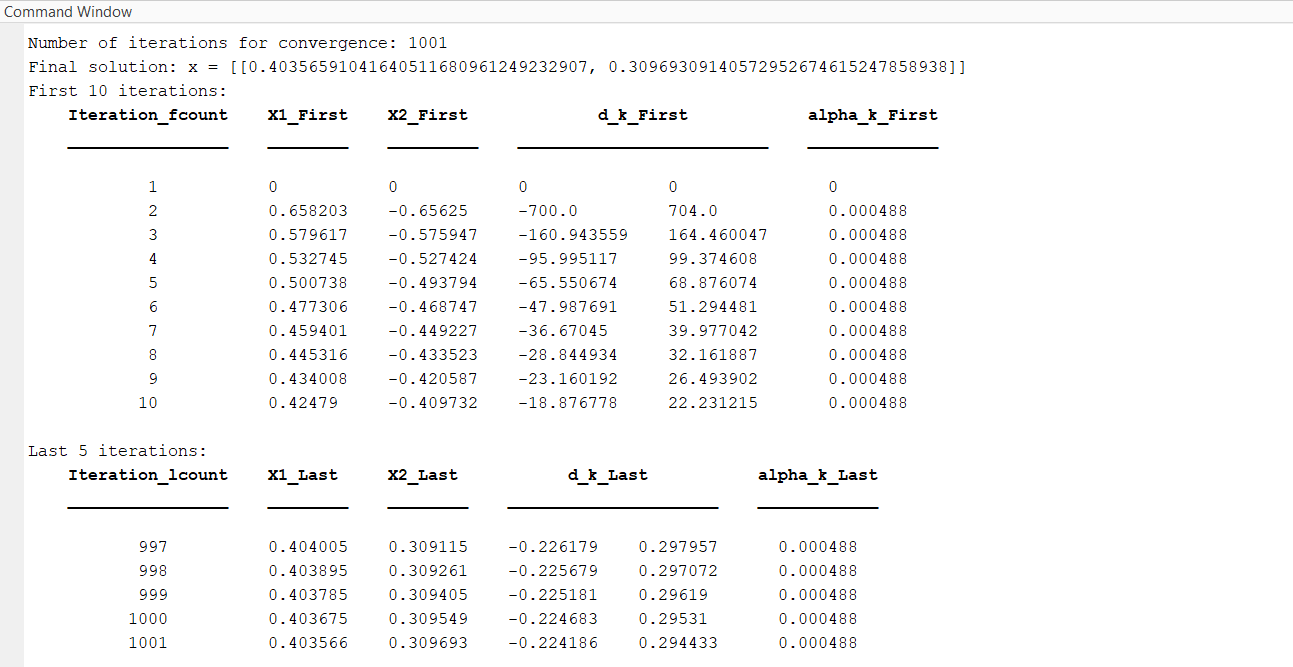 Command Window
Number of iterations for convergence: 1001
Final solution: x = [[0.40356591041640511680961249232907, 0.30969309140572952674615247858938]]
First 10 iterations:
Iteration_fcount X1_First X2_First d_k_First alpha_k_First
1 0 0 0 0 0
2 0.658203 -0.65625 -700.0 704.0 0.000488
3 0.579617 -0.575947 -160.943559 164.460047 0.000488
4 0.532745 -0.527424 -95.995117 99.374608 0.000488
5 0.500738 -0.493794 -65.550674 68.876074 0.000488
6 0.477306 -0.468747 -47.987691 51.294481 0.000488
7 0.459401 -0.449227 -36.67045 39.977042 0.000488
8 0.445316 -0.433523 -28.844934 32.161887 0.000488
9 0.434008 -0.420587 -23.160192 26.493902 0.000488
10 0.42479 -0.409732 -18.876778 22.231215 0.000488
Last 5 iterations:
Iteration_lcount X1_Last X2_Last d_k_Last alpha_k_Last
997 0.404005 0.309115 -0.226179 0.297957 0.000488
998 0.403895 0.309261 -0.225679 0.297072 0.000488
999 0.403785 0.309405 -0.225181 0.29619 0.000488
1000 0.403675 0.309549 -0.224683 0.29531 0.000488
1001 0.403566 0.309693 -0.224186 0.294433 0.000488